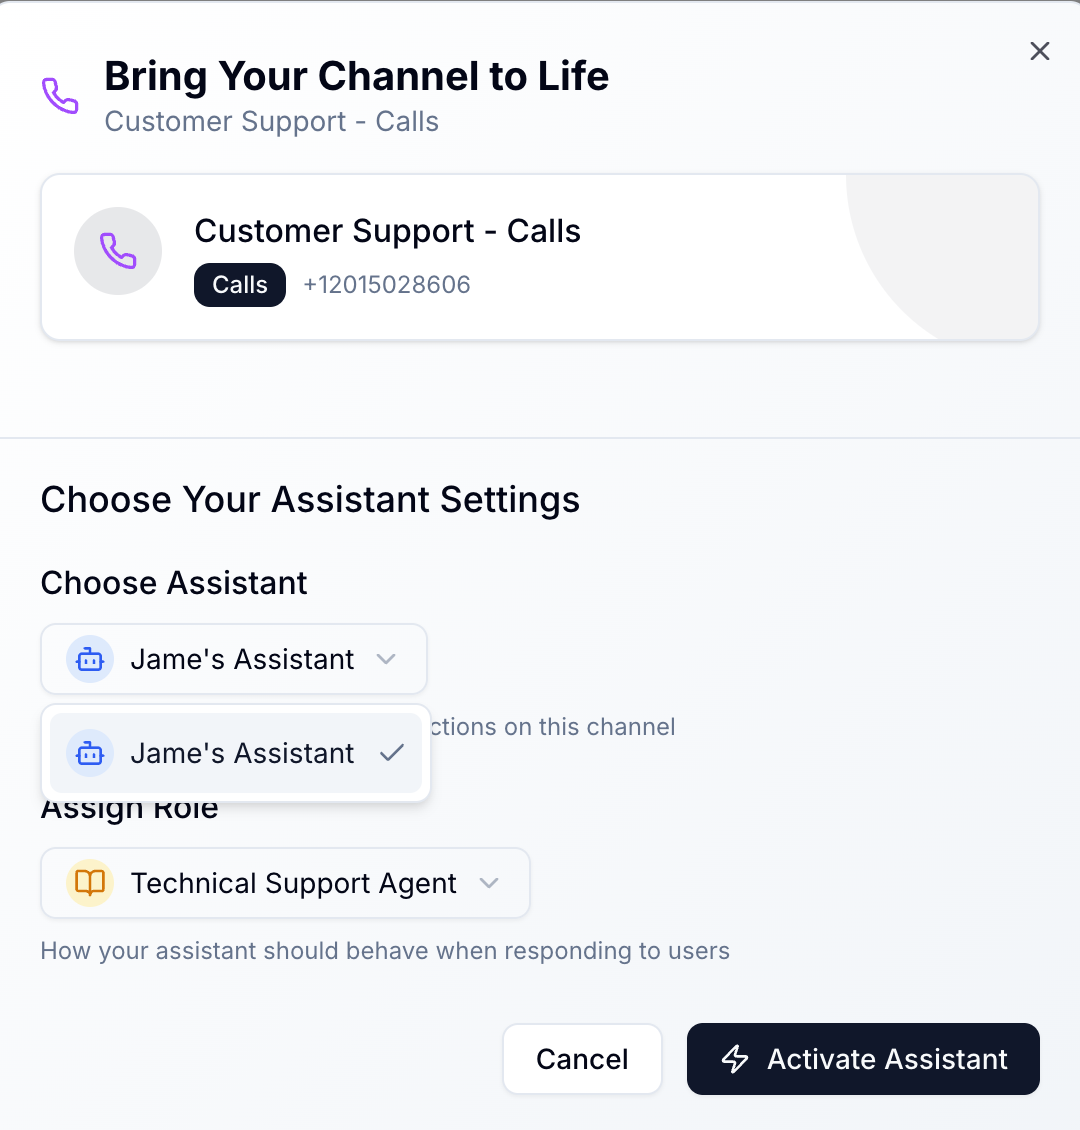 Bring Your Channel to Life
Customer Support - Calls
Customer Support - Calls
Calls
+12015028606
Choose Your Assistant Settings
Choose Assistant
Jame's Assistant
on this channel
Jame's Assistant
Assign Role
Technical Support Agent
How your assistant should behave when responding to users
Cancel
Activate Assistant